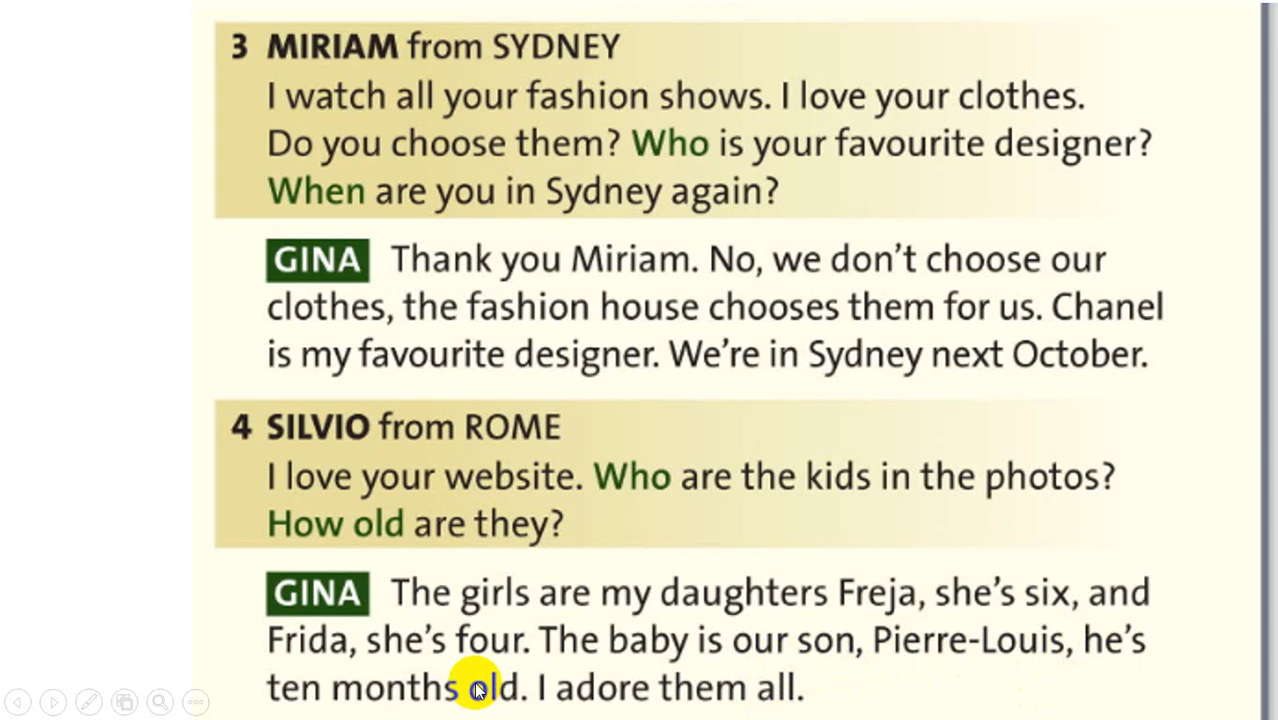 3 MIRIAM from SYDNEY
I watch all your fashion shows. I love your clothes.
Do you choose them? Who is your favourite designer?
When are you in Sydney again?
GINA Thank you Miriam. No, we don't choose our
clothes, the fashion house chooses them for us. Chanel
is my favourite designer. We're in Sydney next October.
4 SILVIO from ROME
I love your website. Who are the kids in the photos?
How old are they?
GINA The girls are my daughters Freja, she's six, and
Frida, she's four. The baby is our son, Pierre-Louis, he's
ten months old. I adore them all.